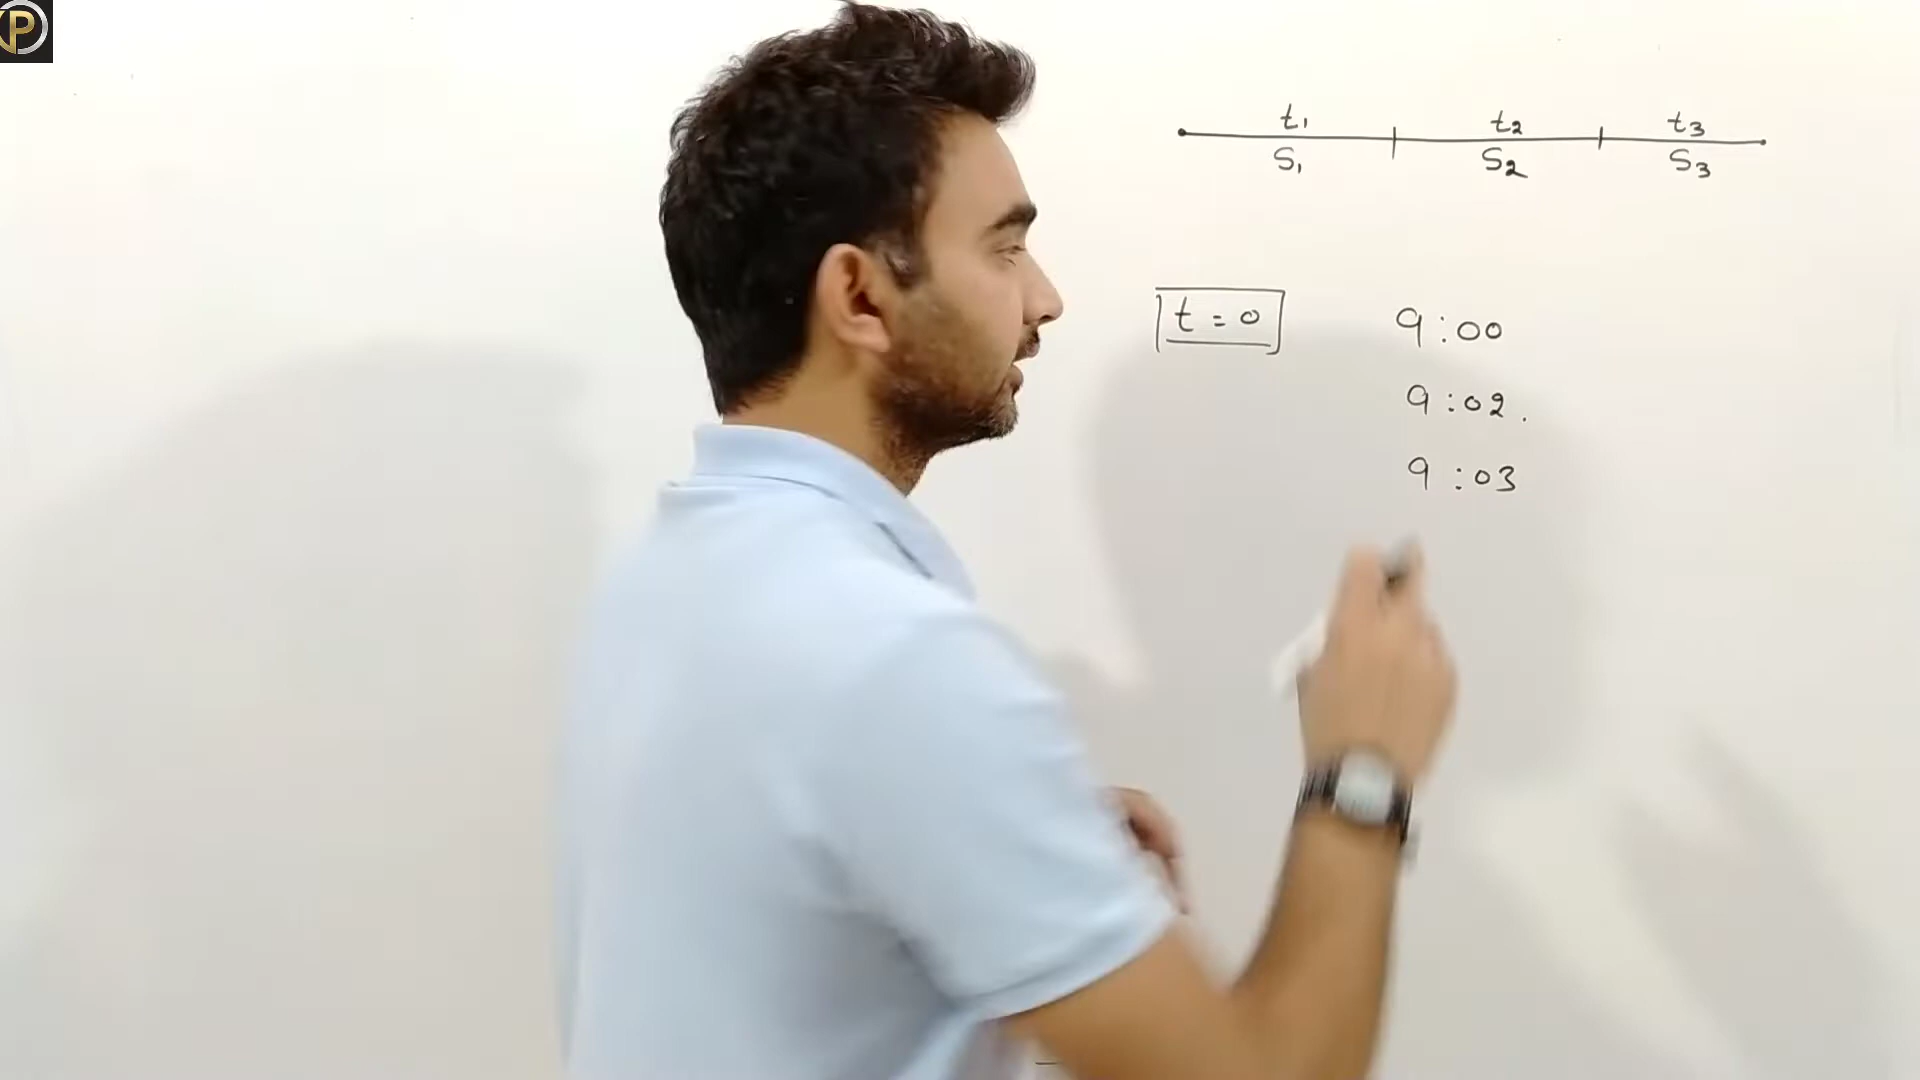 P
t₁ t₂ t₃
S₁ S₂ S₃
t = 0 9:00
9:02.
9:03